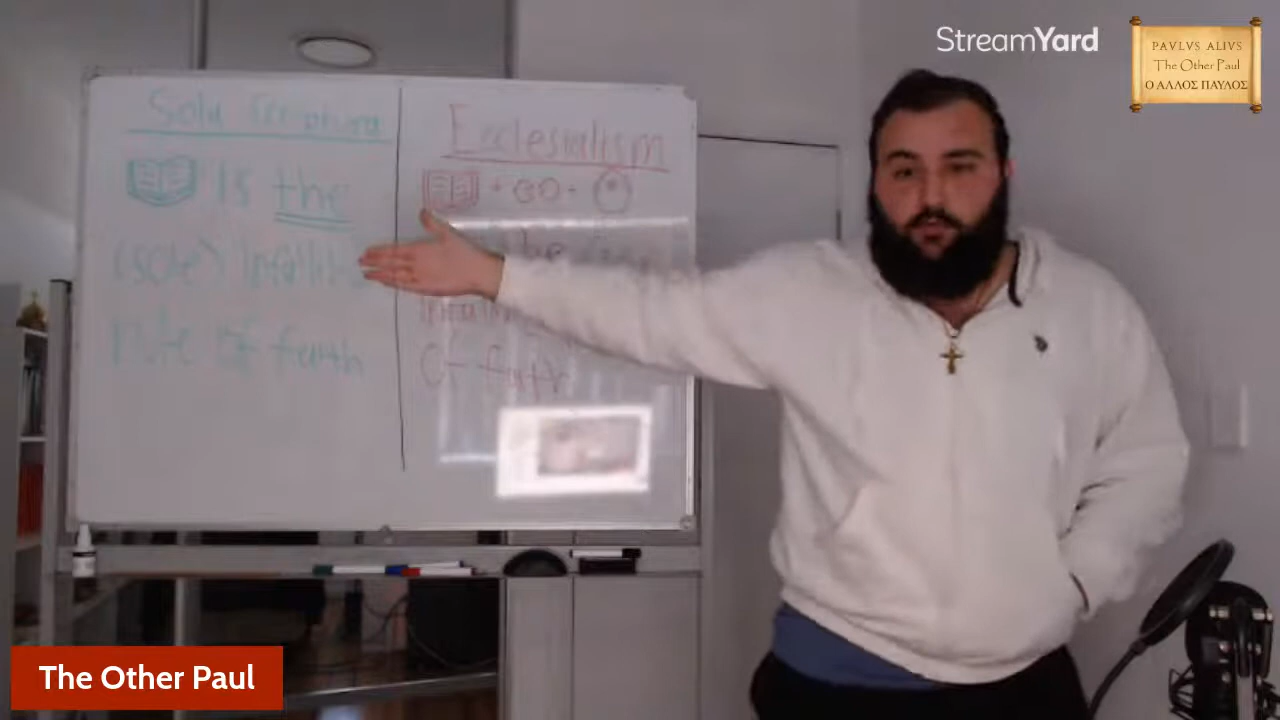 StreamYard
PAVLVS ALIVS
The Other Paul
Ο ΑΛΛΟΣ ΠΑΥΛΟΣ
Sola Scriptura
is the
(sole) infallible
rule of faith
Ecclesialism
+ +
the
of faith
The Other Paul